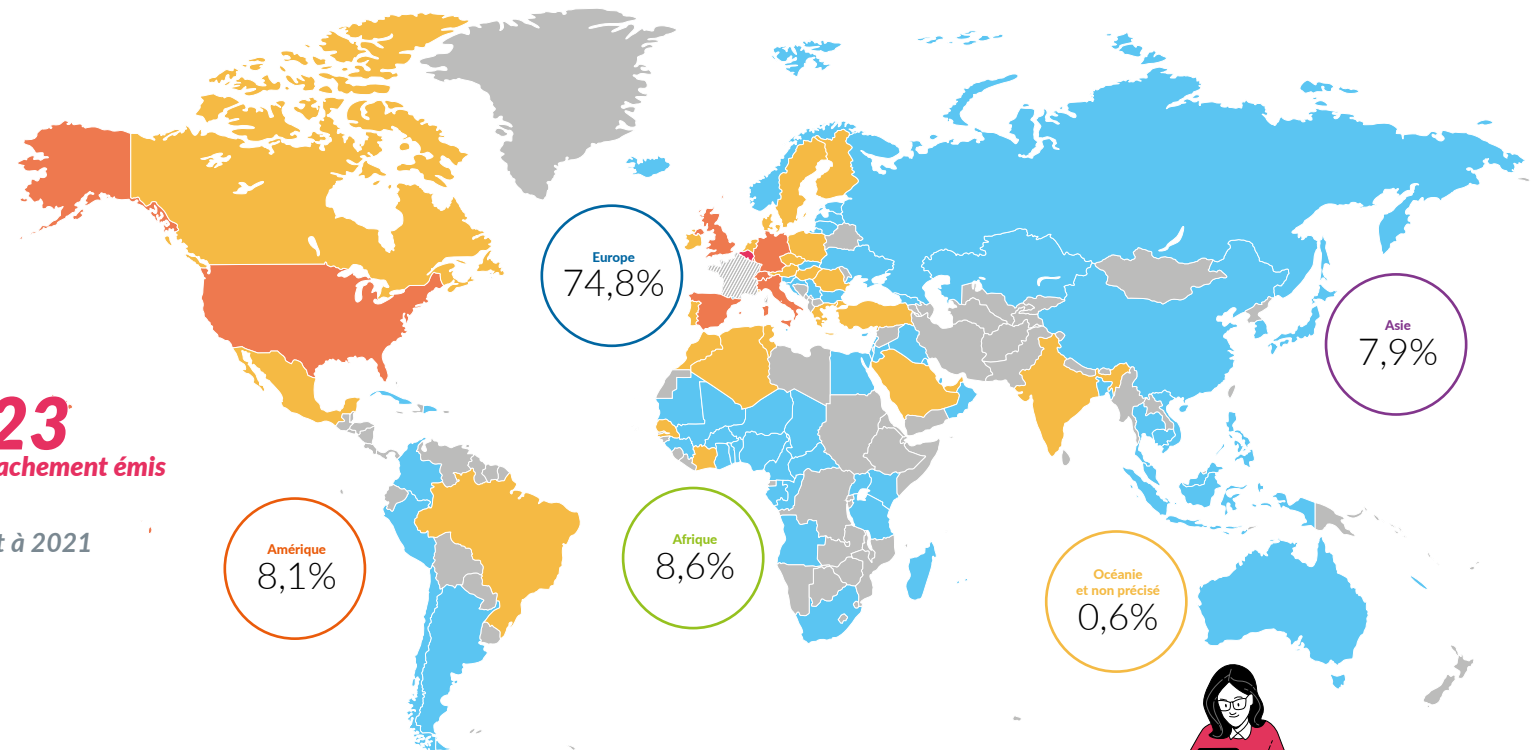 Europe
74,8%
Asie
7,9%
23
achement émis
t à 2021
Amérique
8,1%
Afrique
8,6%
Océanie
et non précisé
0,6%